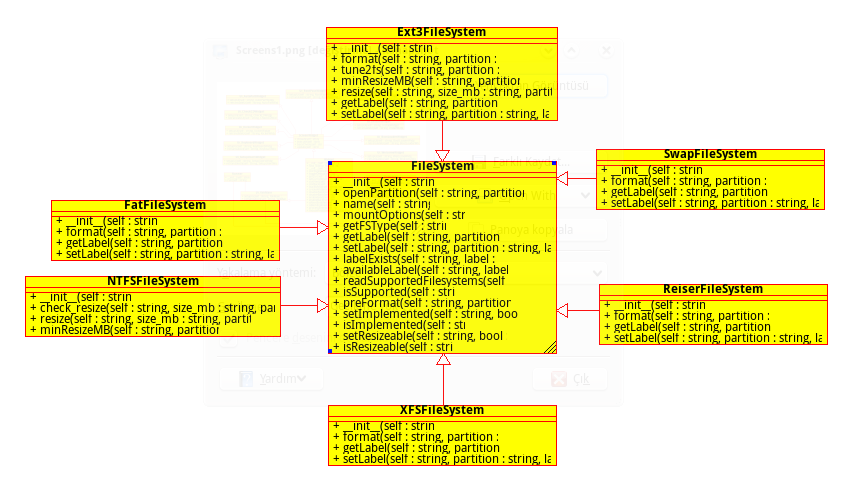 Ext3FileSystem
+ __init__(self : strin
+ format(self : string, partition :
+ tune2fs(self : string, partition :
+ minResizeMB(self : string, partition
+ resize(self : string, size_mb : string, partit
+ getLabel(self : string, partition
+ setLabel(self : string, partition : string, la
FileSystem
+ __init__(self : strin
+ openPartition(self : string, partition
+ name(self : string
+ mountOptions(self : str
+ getFSType(self : strin
+ getLabel(self : string, partition
+ setLabel(self : string, partition : string, la
+ labelExists(self : string, label :
+ availableLabel(self : string, label
+ readSupportedFilesystems(self
+ isSupported(self : stri
+ preFormat(self : string, partition
+ setImplemented(self : string, boo
+ isImplemented(self : sti
+ setResizeable(self : string, bool
+ isResizeable(self : stri
SwapFileSystem
+ __init__(self : strin
+ format(self : string, partition :
+ getLabel(self : string, partition
+ setLabel(self : string, partition : string, la
FatFileSystem
+ __init__(self : strin
+ format(self : string, partition :
+ getLabel(self : string, partition
+ setLabel(self : string, partition : string, la
NTFSFileSystem
+ __init__(self : strin
+ check_resize(self : string, size_mb : string, par
+ resize(self : string, size_mb : string, partit
+ minResizeMB(self : string, partition
ReiserFileSystem
+ __init__(self : strin
+ format(self : string, partition :
+ getLabel(self : string, partition
+ setLabel(self : string, partition : string, la
XFSFileSystem
+ __init__(self : strin
+ format(self : string, partition :
+ getLabel(self : string, partition
+ setLabel(self : string, partition : string, la
Screens1.png
Panoya kopyala
Yardım
Çık